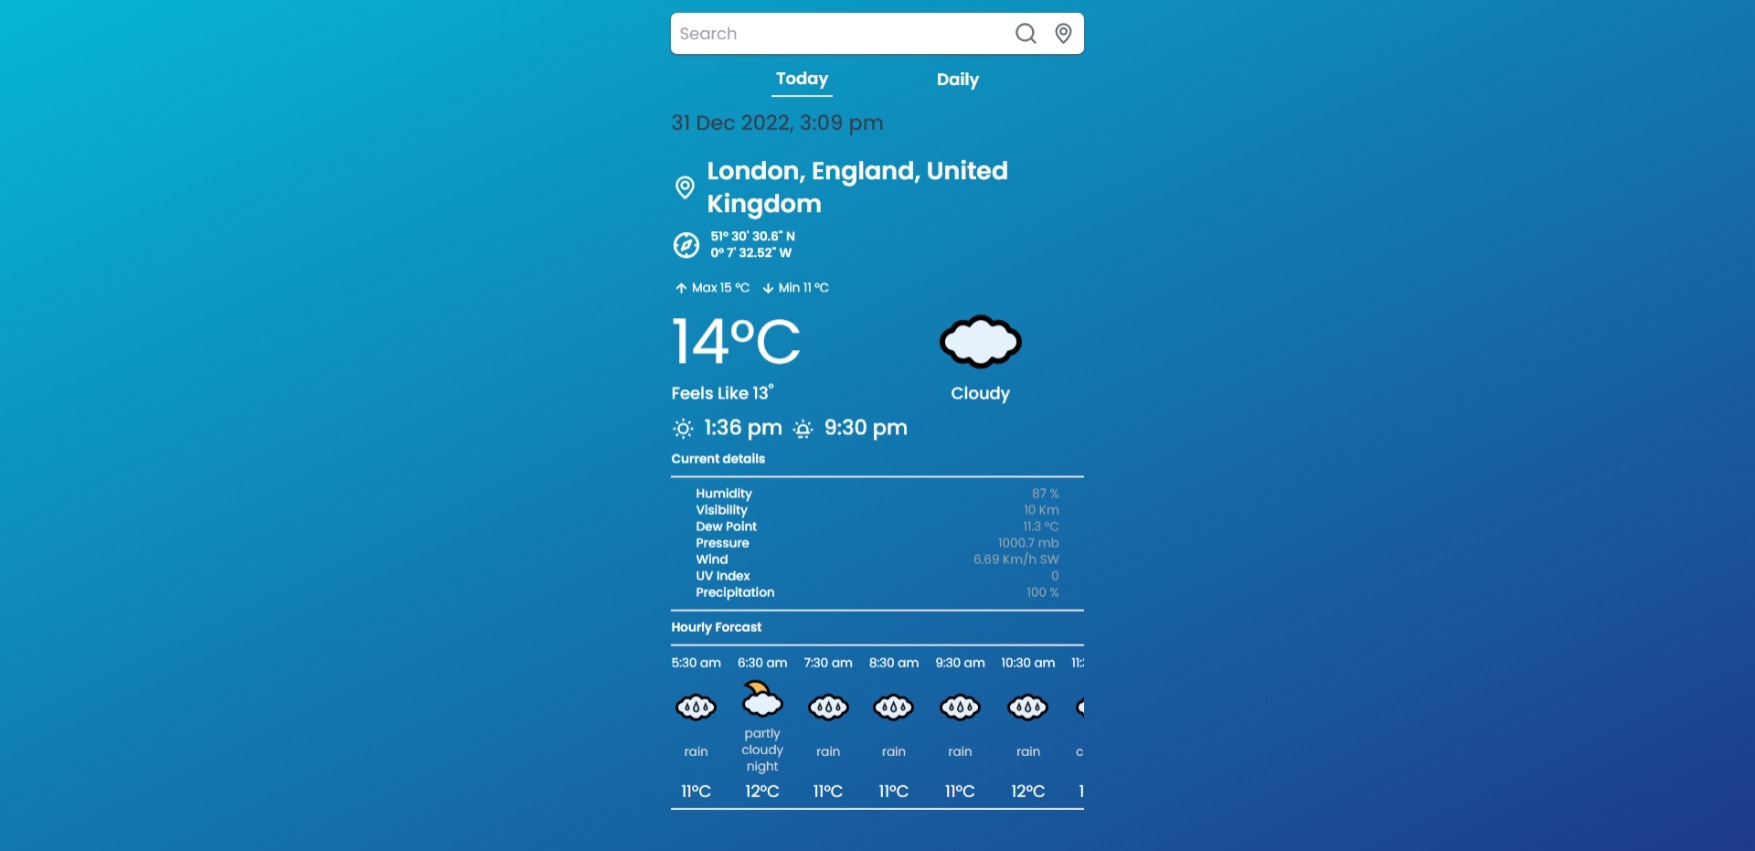 Search
Today Daily
31 Dec 2022, 3:09 pm
London, England, United
Kingdom
51° 30' 30.6" N
0° 7' 32.52" W
Max 15 °C Min 11 °C
14°C
Feels Like 13°
Cloudy
1:36 pm 9:30 pm
Current details
Humidity 87 %
Visibility 10 Km
Dew Point 11.3 °C
Pressure 1000.7 mb
Wind 6.69 Km/h SW
UV Index 0
Precipitation 100 %
Hourly Forcast
5:30 am 6:30 am 7:30 am 8:30 am 9:30 am 10:30 am 11:
rain partly cloudy night rain rain rain rain c
11°C 12°C 11°C 11°C 11°C 12°C 1